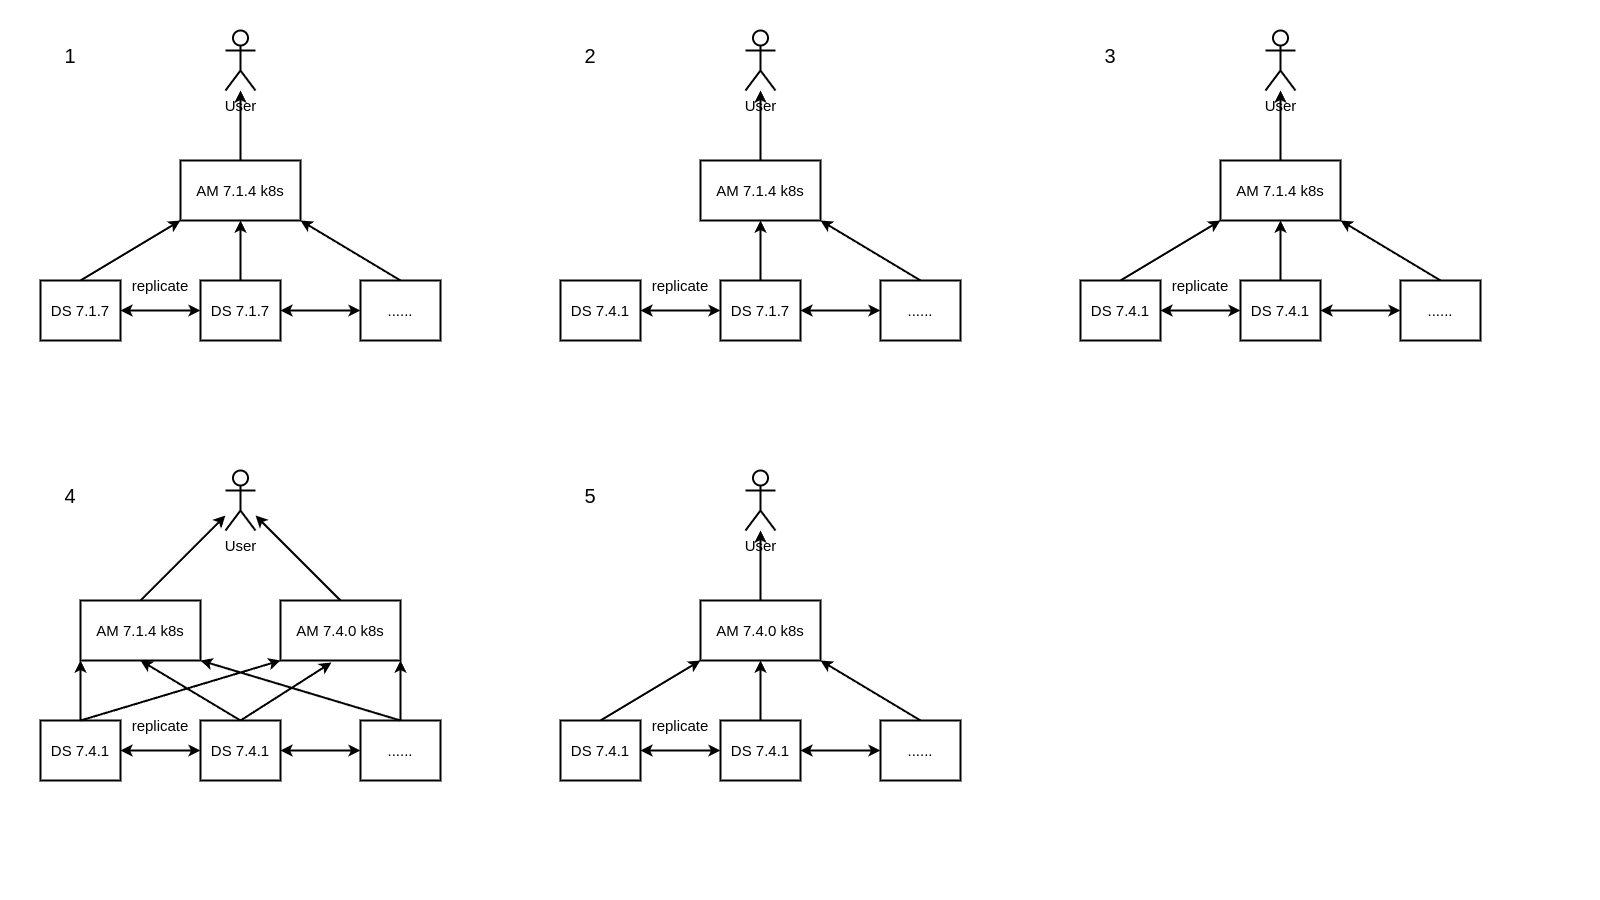 1
User
AM 7.1.4 k8s
replicate
DS 7.1.7
DS 7.1.7
......
2
User
AM 7.1.4 k8s
replicate
DS 7.4.1
DS 7.1.7
......
3
User
AM 7.1.4 k8s
replicate
DS 7.4.1
DS 7.4.1
......
4
User
AM 7.1.4 k8s
AM 7.4.0 k8s
replicate
DS 7.4.1
DS 7.4.1
......
5
User
AM 7.4.0 k8s
replicate
DS 7.4.1
DS 7.4.1
......